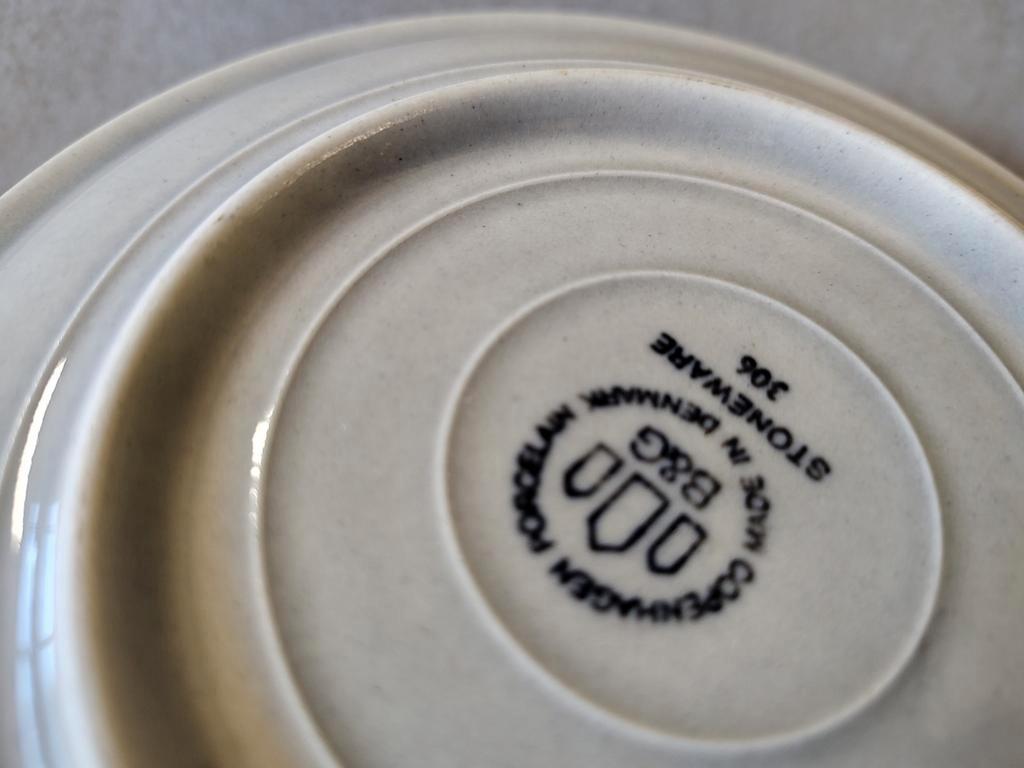 COPENHAGEN PORCELAIN
B&G
MADE IN DENMARK
STONEWARE
306